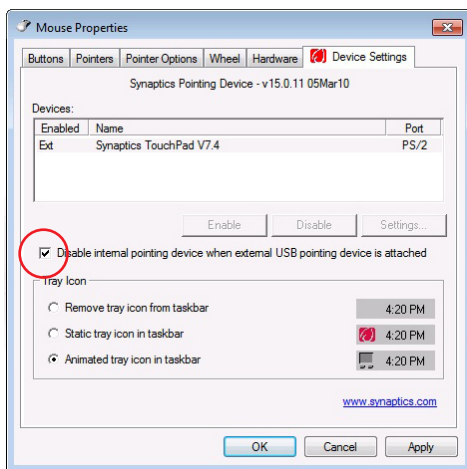 Mouse Properties
Buttons Pointers Pointer Options Wheel Hardware Device Settings
Synaptics Pointing Device - v15.0.11 05Mar10
Devices:
Enabled Name Port
Ext Synaptics TouchPad V7.4 PS/2
Enable Disable Settings...
Disable internal pointing device when external USB pointing device is attached
Tray Icon
Remove tray icon from taskbar 4:20 PM
Static tray icon in taskbar 4:20 PM
Animated tray icon in taskbar 4:20 PM
www.synaptics.com
OK Cancel Apply